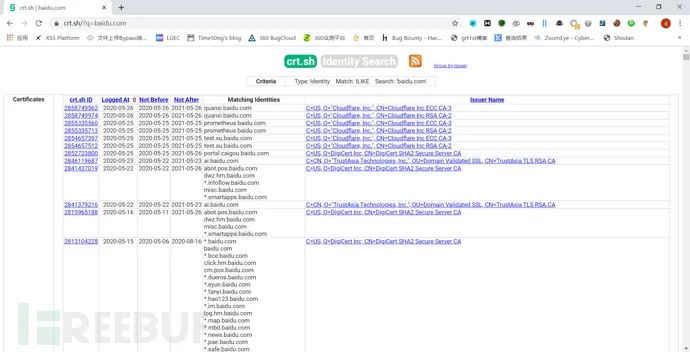 crt.sh | baidu.com
crt.sh/?q=baidu.com
应用 XSS Platform 文件上传Bypass确... LGEC TimeS0ng's blog 360 BugCloud 360众测平台 首页 Bug Bounty - Hac... grt1st博客 查询结果 ZoomEye - Cyber... Shodan
crt.sh Identity Search Group by Issuer
Criteria Type: Identity Match: ILIKE Search: 'baidu.com'
Certificates crt.sh ID Logged At ⇧ Not Before Not After Matching Identities Issuer Name
2858749562 2020-05-26 2020-05-26 2021-05-26 quanxi.baidu.com C=US, O="Cloudflare, Inc.", CN=Cloudflare Inc ECC CA-3
2858749974 2020-05-26 2020-05-26 2021-05-26 quanxi.baidu.com C=US, O="Cloudflare, Inc.", CN=Cloudflare Inc RSA CA-2
2855335560 2020-05-25 2020-05-25 2021-05-25 prometheus.baidu.com C=US, O="Cloudflare, Inc.", CN=Cloudflare Inc ECC CA-3
2855335713 2020-05-25 2020-05-25 2021-05-25 prometheus.baidu.com C=US, O="Cloudflare, Inc.", CN=Cloudflare Inc RSA CA-2
2854657397 2020-05-25 2020-05-25 2021-05-25 test.su.baidu.com C=US, O="Cloudflare, Inc.", CN=Cloudflare Inc ECC CA-3
2854657512 2020-05-25 2020-05-25 2021-05-25 test.su.baidu.com C=US, O="Cloudflare, Inc.", CN=Cloudflare Inc RSA CA-2
2852723800 2020-05-25 2020-05-25 2021-05-26 portal.caigou.baidu.com C=US, O=DigiCert Inc, CN=DigiCert SHA2 Secure Server CA
2846119687 2020-05-23 2020-05-22 2021-05-23 ai.baidu.com C=CN, O="TrustAsia Technologies, Inc.", OU=Domain Validated SSL, CN=TrustAsia TLS RSA CA
2841437019 2020-05-22 2020-05-22 2021-05-26 abot.pos.baidu.com C=US, O=DigiCert Inc, CN=DigiCert SHA2 Secure Server CA
dwz.hm.baidu.com
*.infoflow.baidu.com
misc.baidu.com
*.smartapps.baidu.com
2841379216 2020-05-22 2020-05-22 2021-05-23 ai.baidu.com C=CN, O="TrustAsia Technologies, Inc.", OU=Domain Validated SSL, CN=TrustAsia TLS RSA CA
2815965188 2020-05-16 2020-05-11 2021-05-26 abot.pos.baidu.com C=US, O=DigiCert Inc, CN=DigiCert SHA2 Secure Server CA
dwz.hm.baidu.com
misc.baidu.com
*.smartapps.baidu.com
2813104228 2020-05-15 2020-05-06 2020-08-16 *.baidu.com C=US, O=DigiCert Inc, CN=DigiCert SHA2 Secure Server CA
baidu.com
*.bce.baidu.com
click.hm.baidu.com
cm.pos.baidu.com
*.dueros.baidu.com
*.eyun.baidu.com
*.fanyi.baidu.com
*.hao123.baidu.com
*.im.baidu.com
log.hm.baidu.com
*.map.baidu.com
*.mbd.baidu.com
*.news.baidu.com
*.pae.baidu.com
*.safe.baidu.com
FREEBUF